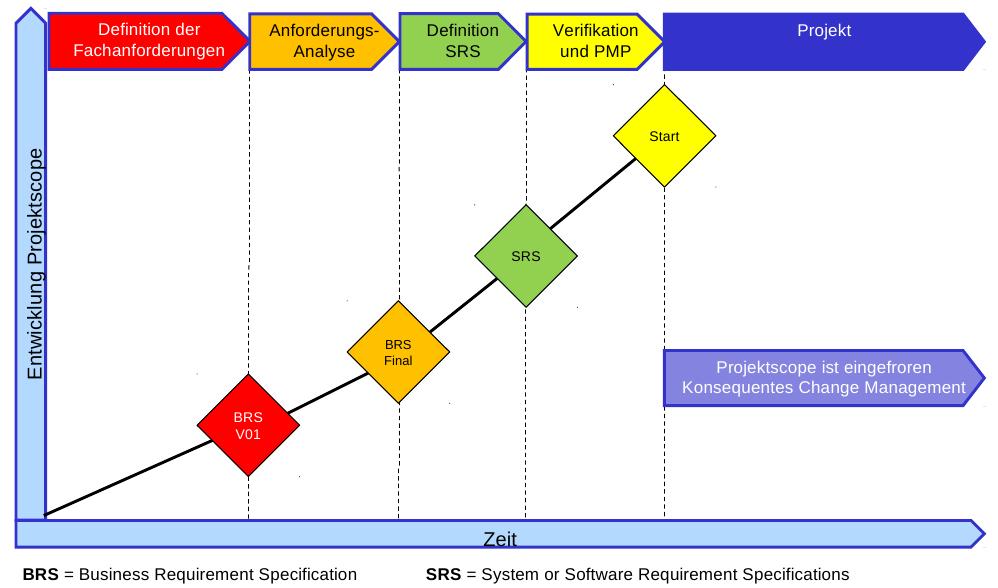 Definition der
Fachanforderungen
Anforderungs-
Analyse
Definition
SRS
Verifikation
und PMP
Projekt
Start
Entwicklung Projektscope
SRS
BRS
Final
Projektscope ist eingefroren
Konsequentes Change Management
BRS
V01
Zeit
BRS = Business Requirement Specification
SRS = System or Software Requirement Specifications